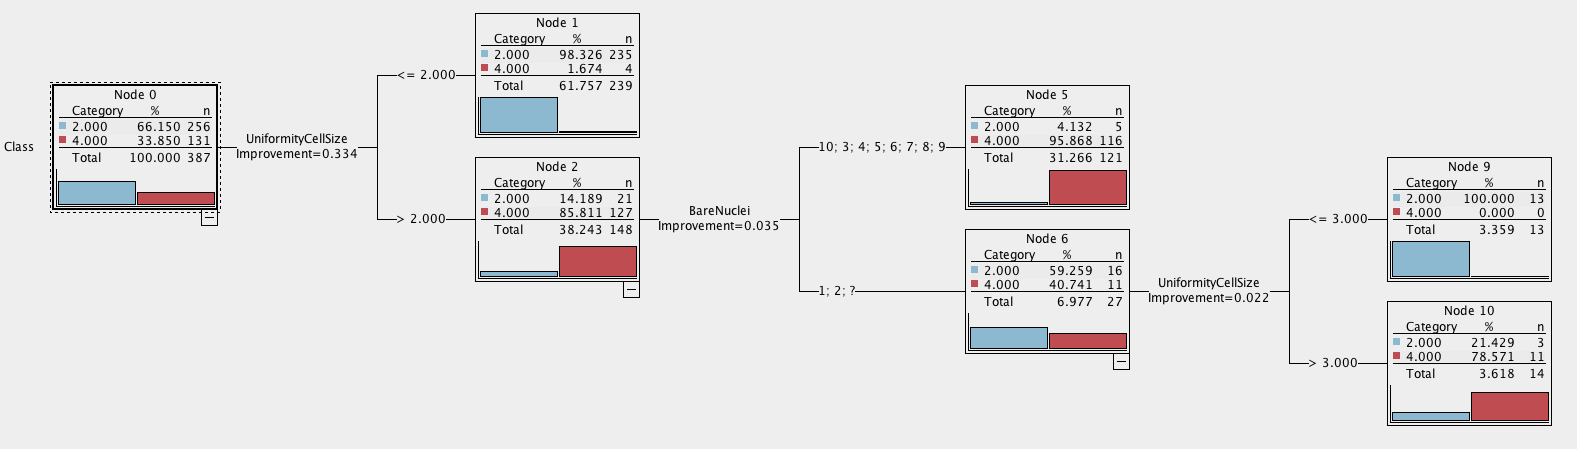 Class
Node 0
Category % n
2.000 66.150 256
4.000 33.850 131
Total 100.000 387
UniformityCellSize
Improvement=0.334
<= 2.000
Node 1
Category % n
2.000 98.326 235
4.000 1.674 4
Total 61.757 239
> 2.000
Node 2
Category % n
2.000 14.189 21
4.000 85.811 127
Total 38.243 148
BareNuclei
Improvement=0.035
10; 3; 4; 5; 6; 7; 8; 9
Node 5
Category % n
2.000 4.132 5
4.000 95.868 116
Total 31.266 121
1; 2; ?
Node 6
Category % n
2.000 59.259 16
4.000 40.741 11
Total 6.977 27
UniformityCellSize
Improvement=0.022
<= 3.000
Node 9
Category % n
2.000 100.000 13
4.000 0.000 0
Total 3.359 13
> 3.000
Node 10
Category % n
2.000 21.429 3
4.000 78.571 11
Total 3.618 14